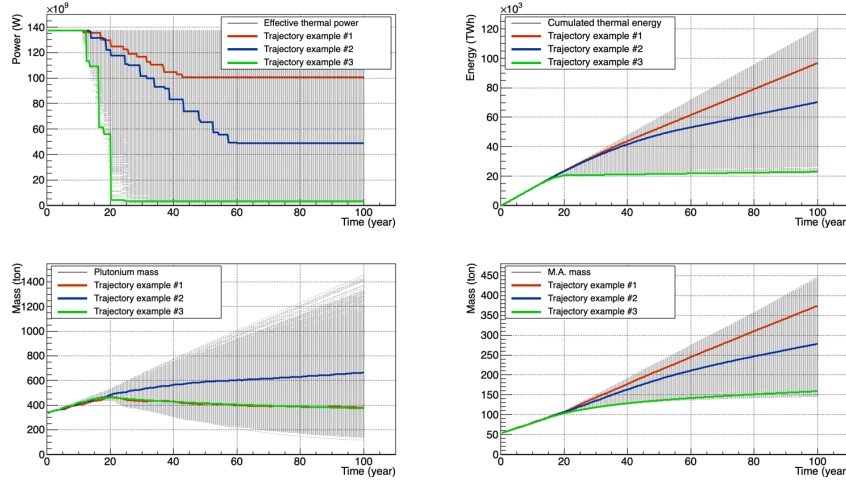 ×10⁹
Power (W)
160
140
120
100
80
60
40
20
0
Effective thermal power
Trajectory example #1
Trajectory example #2
Trajectory example #3
0 20 40 60 80 100
Time (year)
×10³
Energy (TWh)
120
100
80
60
40
20
0
Cumulated thermal energy
Trajectory example #1
Trajectory example #2
Trajectory example #3
0 20 40 60 80 100
Time (year)
Mass (ton)
1400
1200
1000
800
600
400
200
0
Plutonium mass
Trajectory example #1
Trajectory example #2
Trajectory example #3
0 20 40 60 80 100
Time (year)
Mass (ton)
450
400
350
300
250
200
150
100
50
0
M.A. mass
Trajectory example #1
Trajectory example #2
Trajectory example #3
0 20 40 60 80 100
Time (year)